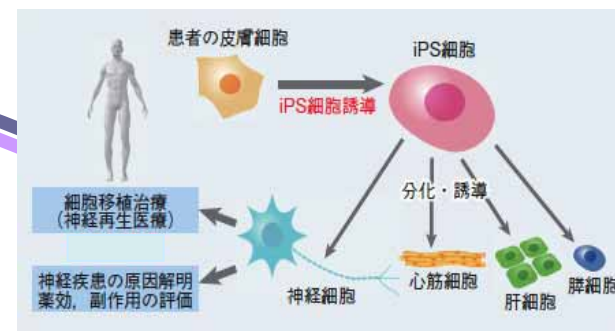 患者の皮膚細胞
iPS細胞
iPS細胞誘導
分化・誘導
細胞移植治療
（神経再生医療）
神経疾患の原因解明
薬効，副作用の評価
神経細胞
心筋細胞
肝細胞
膵細胞